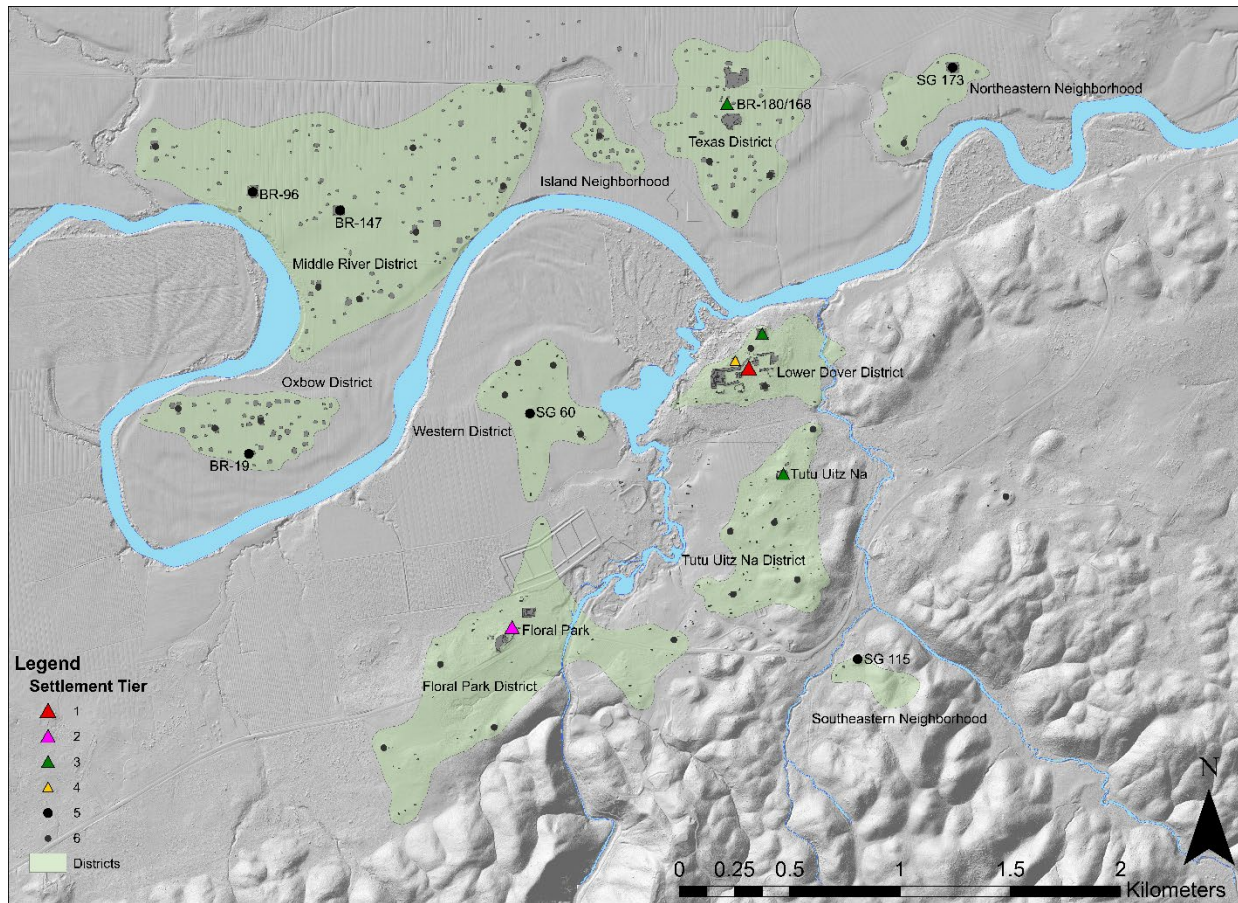 SG 173
Northeastern Neighborhood
BR-180/168
Texas District
Island Neighborhood
BR-96
BR-147
Middle River District
Oxbow District
Lower Dover District
SG 60
Western District
BR-19
Tutu Uitz Na
Tutu Uitz Na District
Floral Park
Floral Park District
SG 115
Southeastern Neighborhood
Legend
Settlement Tier
1
2
3
4
5
6
Districts
N
0 0.25 0.5 1 1.5 2
Kilometers